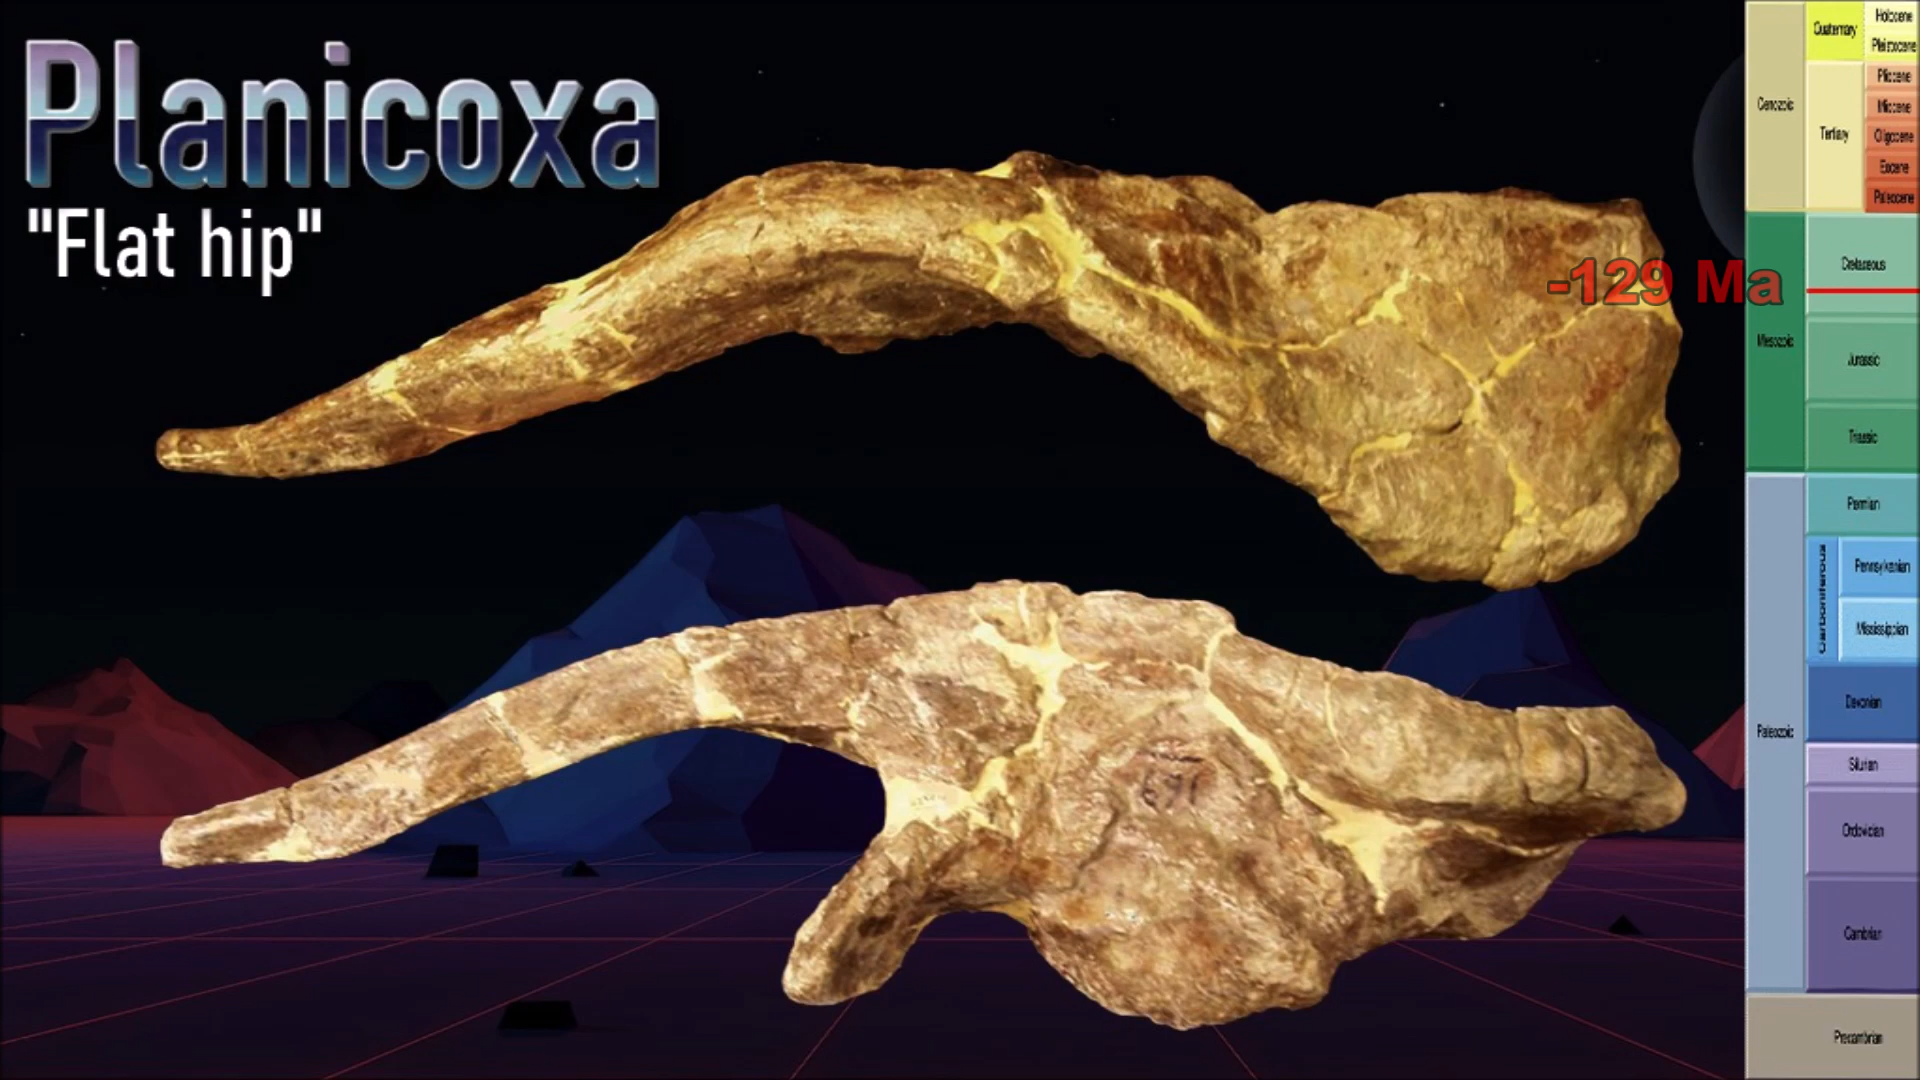 Planicoxa
"Flat hip"
-129 Ma
Cenozoic
Quaternary
Holocene
Pleistocene
Tertiary
Pliocene
Miocene
Oligocene
Eocene
Paleocene
Mesozoic
Cretaceous
Jurassic
Triassic
Paleozoic
Permian
Carboniferous
Pennsylvanian
Mississippian
Devonian
Silurian
Ordovician
Cambrian
Precambrian
671